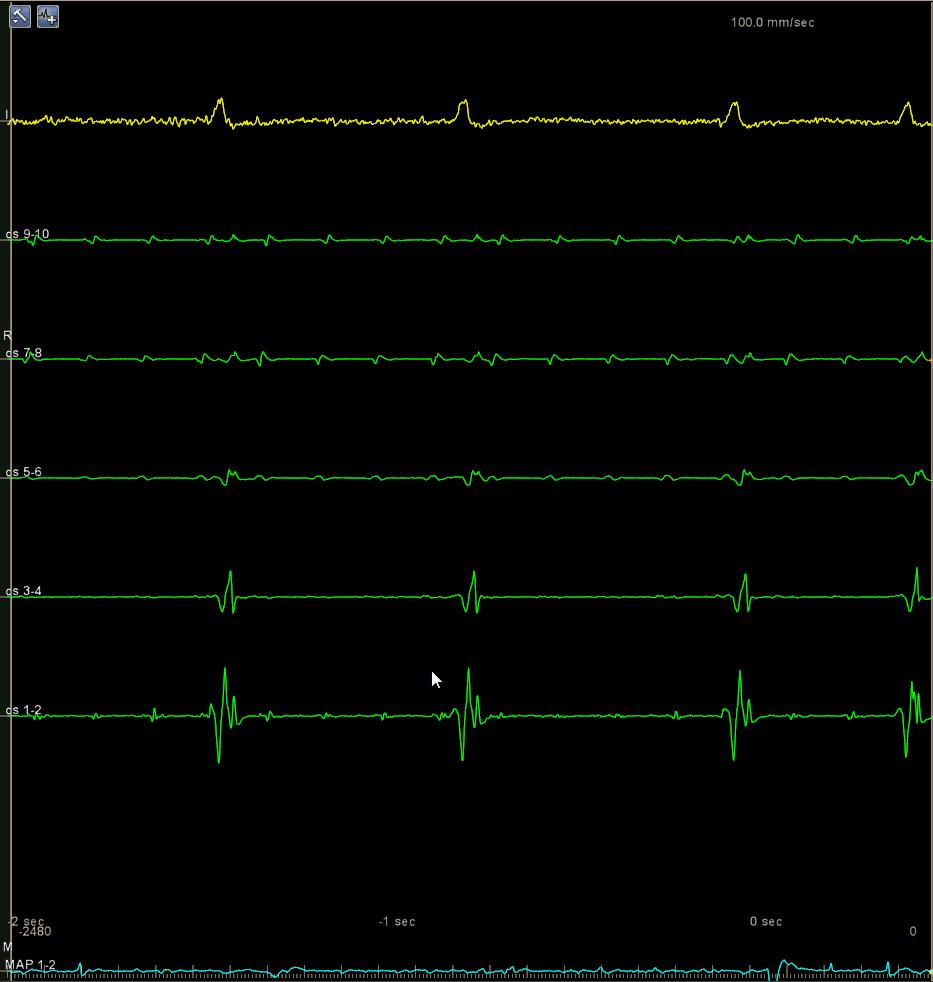 100.0 mm/sec
I
cs 9-10
R
cs 7-8
cs 5-6
cs 3-4
cs 1-2
-2 sec
-1 sec
0 sec
-2480
0
M
MAP 1-2